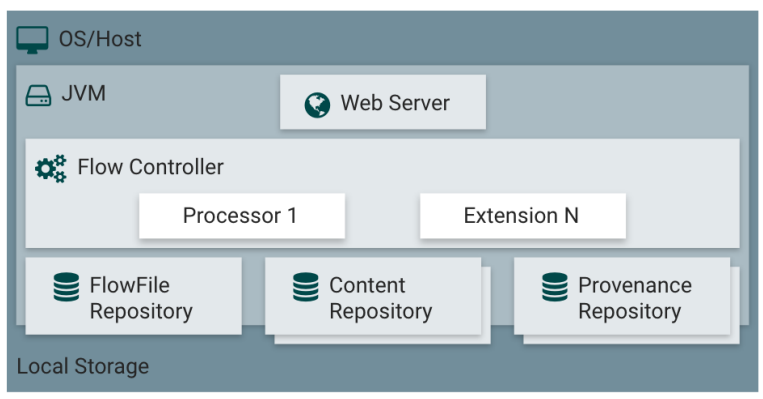 OS/Host
JVM
Web Server
Flow Controller
Processor 1
Extension N
FlowFile
Repository
Content
Repository
Provenance
Repository
Local Storage